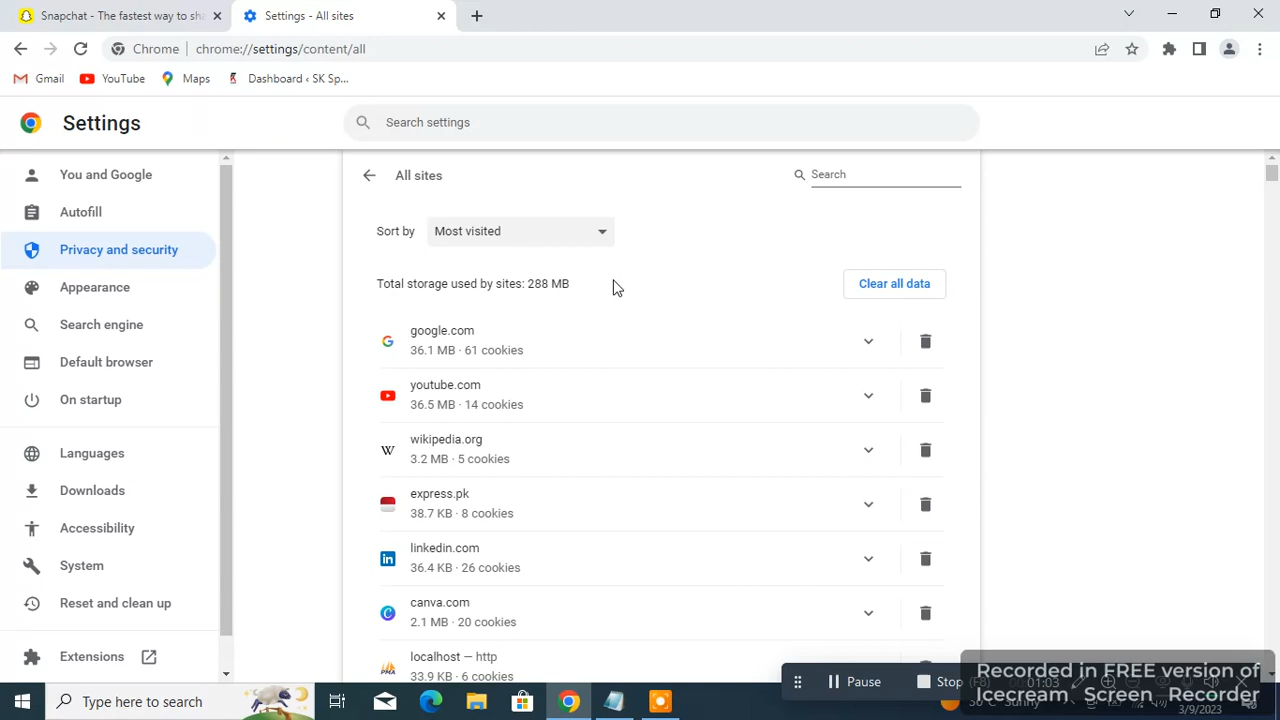 Snapchat - The fastest way to sh
Settings - All sites
Chrome
chrome://settings/content/all
Gmail
YouTube
Maps
Dashboard ‹ SK Sp...
Settings
Search settings
You and Google
Autofill
Privacy and security
Appearance
Search engine
Default browser
On startup
Languages
Downloads
Accessibility
System
Reset and clean up
Extensions
All sites
Search
Sort by
Most visited
Total storage used by sites: 288 MB
Clear all data
google.com
36.1 MB · 61 cookies
youtube.com
36.5 MB · 14 cookies
wikipedia.org
3.2 MB · 5 cookies
express.pk
38.7 KB · 8 cookies
linkedin.com
36.4 KB · 26 cookies
canva.com
2.1 MB · 20 cookies
localhost — http
33.9 KB · 6 cookies
Pause
Stop
(F8)
01:03
Recorded in FREE version of
Icecream Screen Recorder
Type here to search
Sunny
3/9/2023